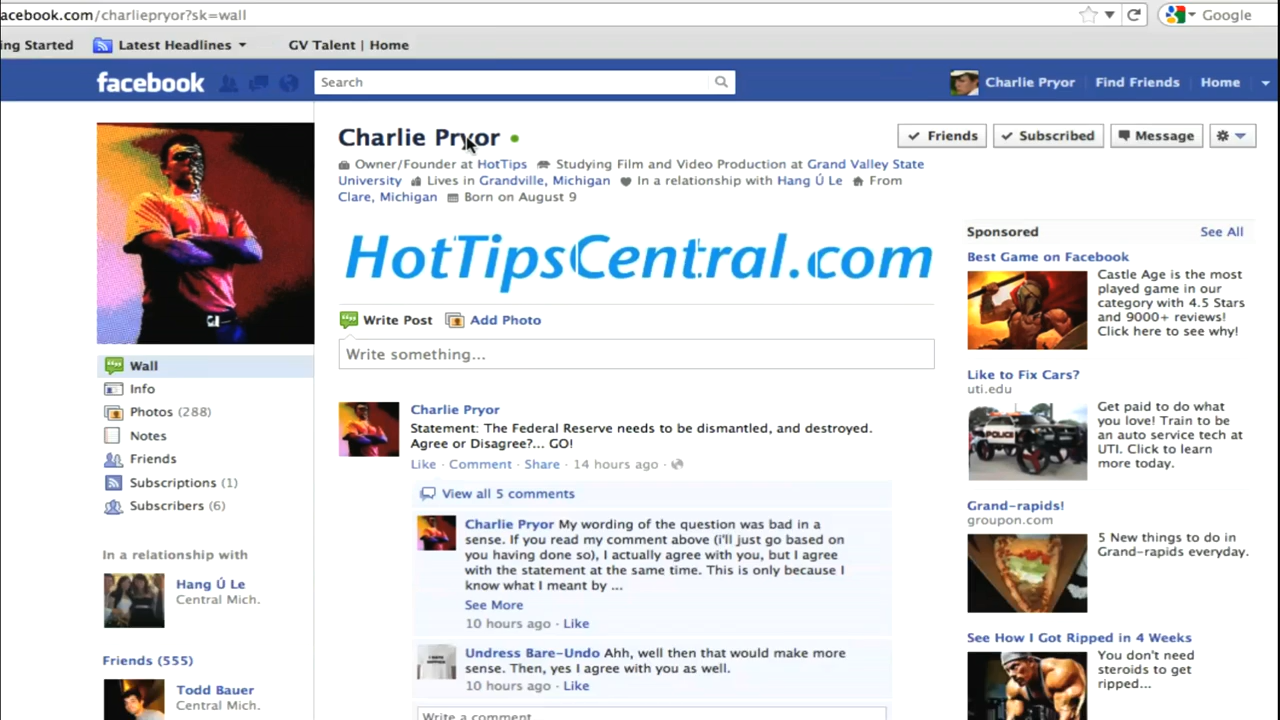 acebook.com/charliepryor?sk=wall
Google
ing Started
Latest Headlines
GV Talent | Home
facebook
Search
Charlie Pryor
Find Friends
Home
Charlie Pryor
Friends
Subscribed
Message
Owner/Founder at HotTips Studying Film and Video Production at Grand Valley State
University Lives in Grandville, Michigan In a relationship with Hang Ú Le From
Clare, Michigan Born on August 9
HotTipsCentral.com
Write Post
Add Photo
Write something...
Wall
Info
Photos (288)
Notes
Friends
Subscriptions (1)
Subscribers (6)
In a relationship with
Hang Ú Le
Central Mich.
Friends (555)
Todd Bauer
Central Mich.
Charlie Pryor
Statement: The Federal Reserve needs to be dismantled, and destroyed.
Agree or Disagree?... GO!
Like · Comment · Share · 14 hours ago ·
View all 5 comments
Charlie Pryor My wording of the question was bad in a
sense. If you read my comment above (i'll just go based on
you having done so), I actually agree with you, but I agree
with the statement at the same time. This is only because I
know what I meant by ...
See More
10 hours ago · Like
Undress Bare-Undo Ahh, well then that would make more
sense. Then, yes I agree with you as well.
10 hours ago · Like
Write a comment
Sponsored
See All
Best Game on Facebook
Castle Age is the most
played game in our
category with 4.5 Stars
and 9000+ reviews!
Click here to see why!
Like to Fix Cars?
uti.edu
Get paid to do what
you love! Train to be
an auto service tech at
UTI. Click to learn
more today.
POLICE
Grand-rapids!
groupon.com
5 New things to do in
Grand-rapids everyday.
See How I Got Ripped in 4 Weeks
You don't need
steroids to get
ripped...